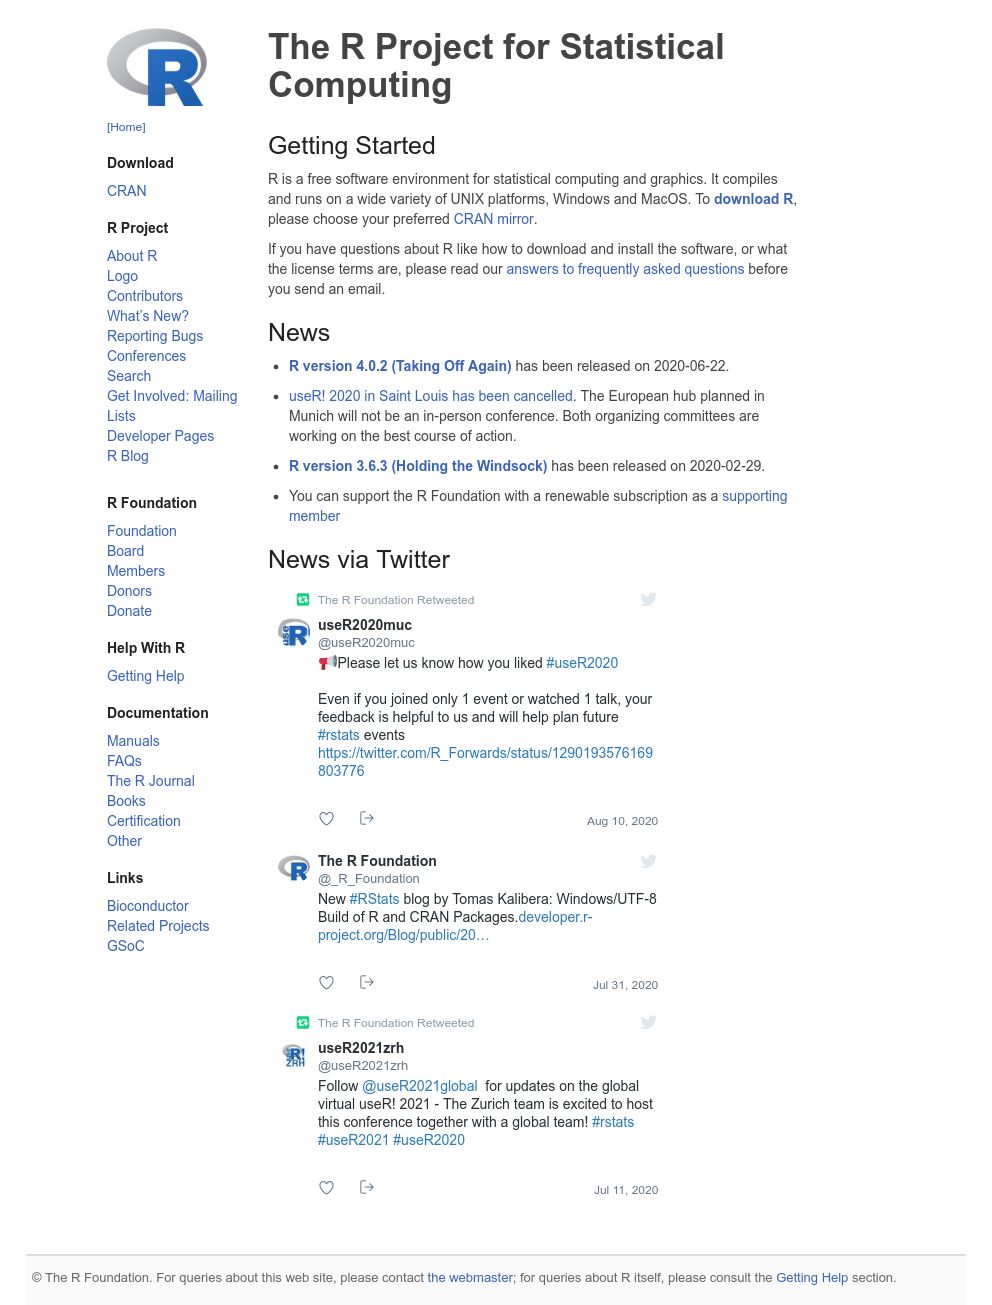 R
[Home]
Download
CRAN
R Project
About R
Logo
Contributors
What's New?
Reporting Bugs
Conferences
Search
Get Involved: Mailing
Lists
Developer Pages
R Blog
R Foundation
Foundation
Board
Members
Donors
Donate
Help With R
Getting Help
Documentation
Manuals
FAQs
The R Journal
Books
Certification
Other
Links
Bioconductor
Related Projects
GSoC
The R Project for Statistical
Computing
Getting Started
R is a free software environment for statistical computing and graphics. It compiles
and runs on a wide variety of UNIX platforms, Windows and MacOS. To download R,
please choose your preferred CRAN mirror.
If you have questions about R like how to download and install the software, or what
the license terms are, please read our answers to frequently asked questions before
you send an email.
News
• R version 4.0.2 (Taking Off Again) has been released on 2020-06-22.
• useR! 2020 in Saint Louis has been cancelled. The European hub planned in
Munich will not be an in-person conference. Both organizing committees are
working on the best course of action.
• R version 3.6.3 (Holding the Windsock) has been released on 2020-02-29.
• You can support the R Foundation with a renewable subscription as a supporting
member
News via Twitter
The R Foundation Retweeted
useR2020muc
@useR2020muc
📢Please let us know how you liked #useR2020
Even if you joined only 1 event or watched 1 talk, your
feedback is helpful to us and will help plan future
#rstats events
https://twitter.com/R_Forwards/status/1290193576169
803776
Aug 10, 2020
The R Foundation
@_R_Foundation
New #RStats blog by Tomas Kalibera: Windows/UTF-8
Build of R and CRAN Packages.developer.r-
project.org/Blog/public/20…
Jul 31, 2020
The R Foundation Retweeted
useR2021zrh
@useR2021zrh
Follow @useR2021global for updates on the global
virtual useR! 2021 - The Zurich team is excited to host
this conference together with a global team! #rstats
#useR2021 #useR2020
Jul 11, 2020
© The R Foundation. For queries about this web site, please contact the webmaster; for queries about R itself, please consult the Getting Help section.